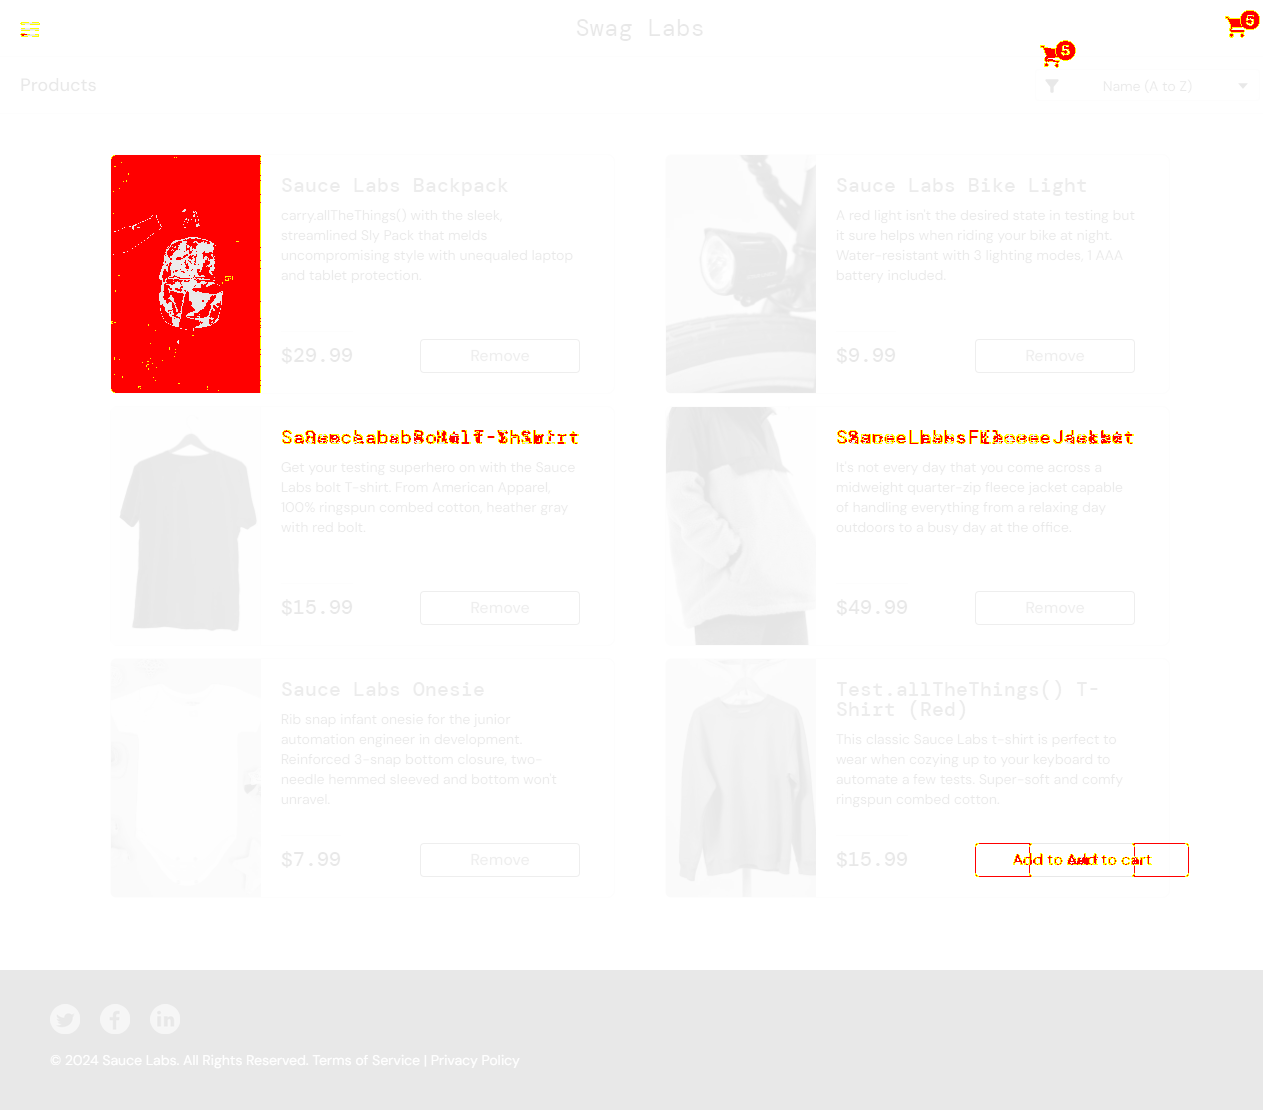 Swag Labs
5
5
Products
Name (A to Z)
Sauce Labs Backpack
carry.allTheThings() with the sleek,
streamlined Sly Pack that melds
uncompromising style with unequaled laptop
and tablet protection.
$29.99
Remove
Sauce Labs Bike Light
A red light isn't the desired state in testing but
it sure helps when riding your bike at night.
Water-resistant with 3 lighting modes, 1 AAA
battery included.
$9.99
Remove
Get your testing superhero on with the Sauce
Labs bolt T-shirt. From American Apparel,
100% ringspun combed cotton, heather gray
with red bolt.
$15.99
Remove
It's not every day that you come across a
midweight quarter-zip fleece jacket capable
of handling everything from a relaxing day
outdoors to a busy day at the office.
$49.99
Remove
Sauce Labs Onesie
Rib snap infant onesie for the junior
automation engineer in development.
Reinforced 3-snap bottom closure, two-
needle hemmed sleeved and bottom won't
unravel.
$7.99
Remove
Test.allTheThings() T-
Shirt (Red)
This classic Sauce Labs t-shirt is perfect to
wear when cozying up to your keyboard to
automate a few tests. Super-soft and comfy
ringspun combed cotton.
$15.99
Add to cart
© 2024 Sauce Labs. All Rights Reserved. Terms of Service | Privacy Policy